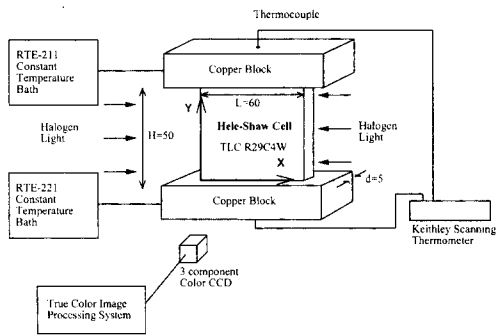 Thermocouple
RTE-211
Constant
Temperature
Bath
Copper Block
L=60
Y
Halogen
Light
H=50
Hele-Shaw Cell
TLC R29C4W
X
Halogen
Light
d=5
RTE-221
Constant
Temperature
Bath
Copper Block
Keithley Scanning
Thermometer
3 component
Color CCD
True Color Image
Processing System